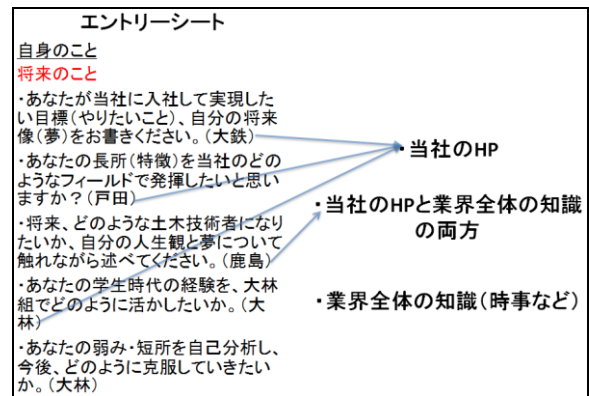 エントリーシート
自身のこと
将来のこと
・あなたが当社に入社して実現した
い目標(やりたいこと)、自分の将来
像(夢)をお書きください。(大鉄)
・あなたの長所(特徴)を当社のどの
ようなフィールドで発揮したいと思い
ますか?(戸田)
・将来、どのような土木技術者になり
たいか、自分の人生観と夢について
触れながら述べてください。(鹿島)
・あなたの学生時代の経験を、大林
組でどのように活かしたいか。(大
林)
・あなたの弱み・短所を自己分析し、
今後、どのように克服していきたい
か。(大林)
・当社のHP
・当社のHPと業界全体の知識
の両方
・業界全体の知識(時事など)